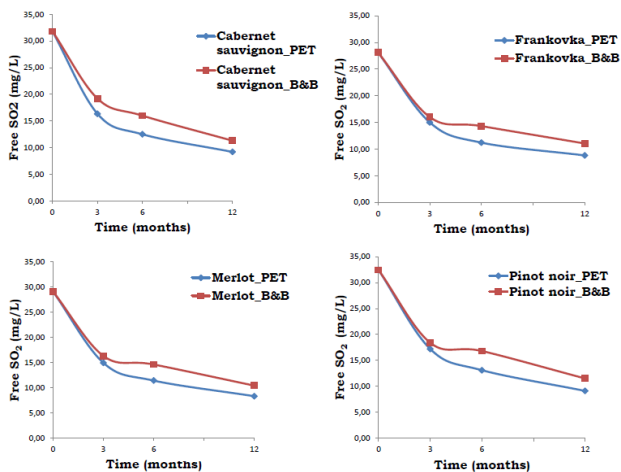 35,00
30,00
25,00
20,00
15,00
10,00
5,00
0,00
Free SO2 (mg/L)
Cabernet
sauvignon_PET
Cabernet
sauvignon_B&B
0 3 6 12
Time (months)
35,00
30,00
25,00
20,00
15,00
10,00
5,00
0,00
Free SO₂ (mg/L)
Frankovka_PET
Frankovka_B&B
0 3 6 12
Time (months)
35,00
30,00
25,00
20,00
15,00
10,00
5,00
0,00
Free SO₂ (mg/L)
Merlot_PET
Merlot_B&B
0 3 6 12
Time (months)
35,00
30,00
25,00
20,00
15,00
10,00
5,00
0,00
Free SO₂ (mg/L)
Pinot noir_PET
Pinot noir_B&B
0 3 6 12
Time (months)